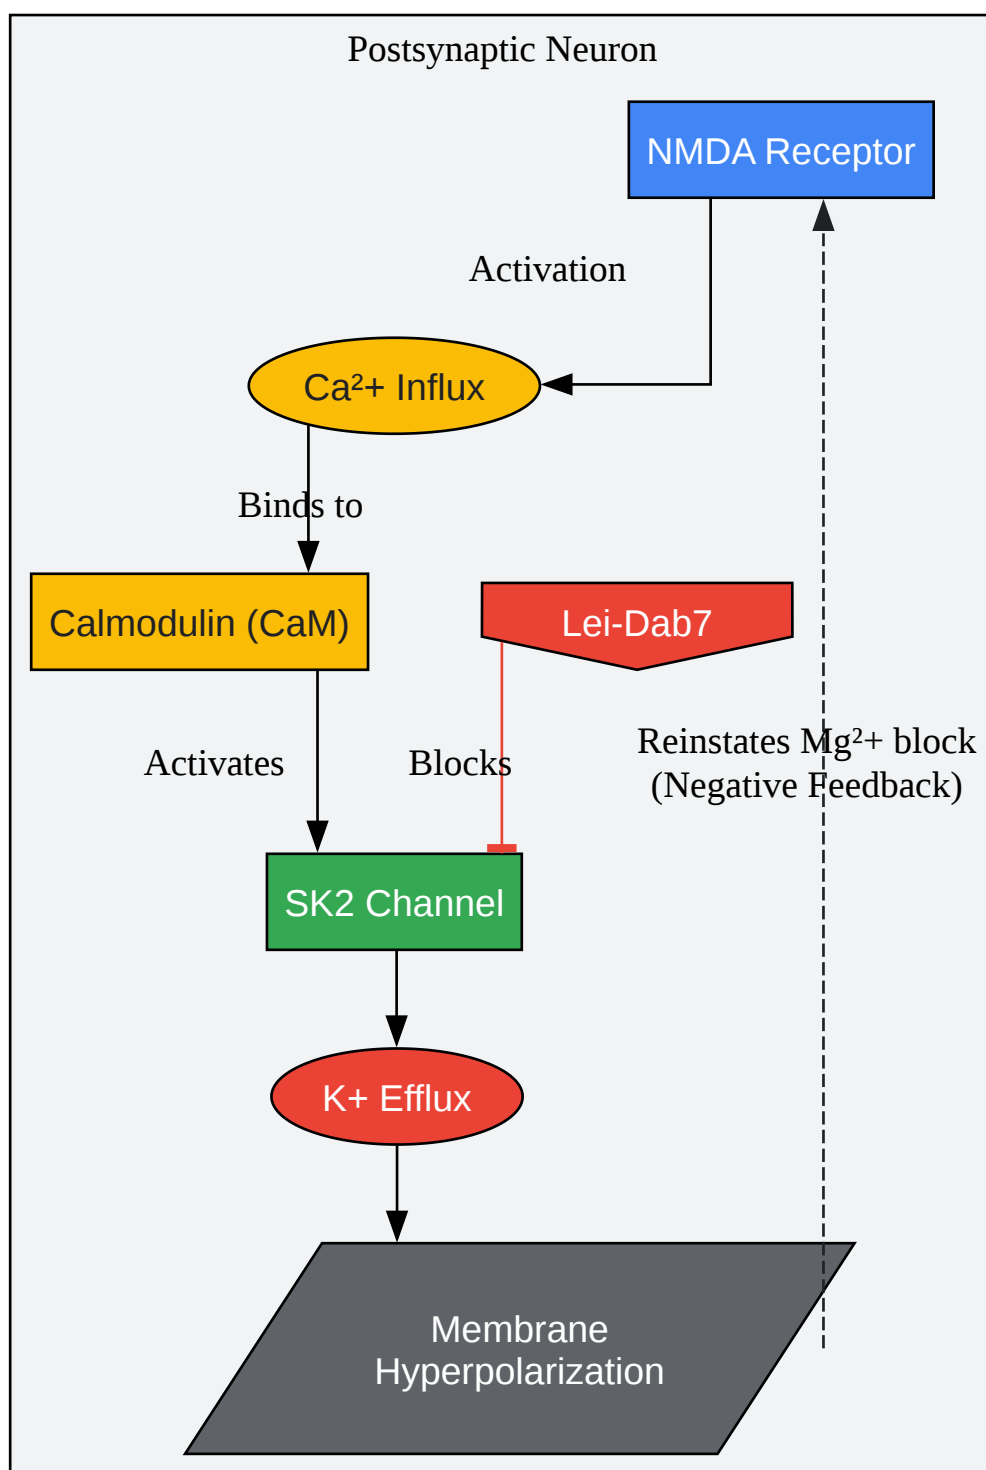 Postsynaptic Neuron
NMDA Receptor
Activation
Ca²+ Influx
Binds to
Calmodulin (CaM)
Lei-Dab7
Activates
Blocks
Reinstates Mg²+ block
(Negative Feedback)
SK2 Channel
K+ Efflux
Membrane
Hyperpolarization